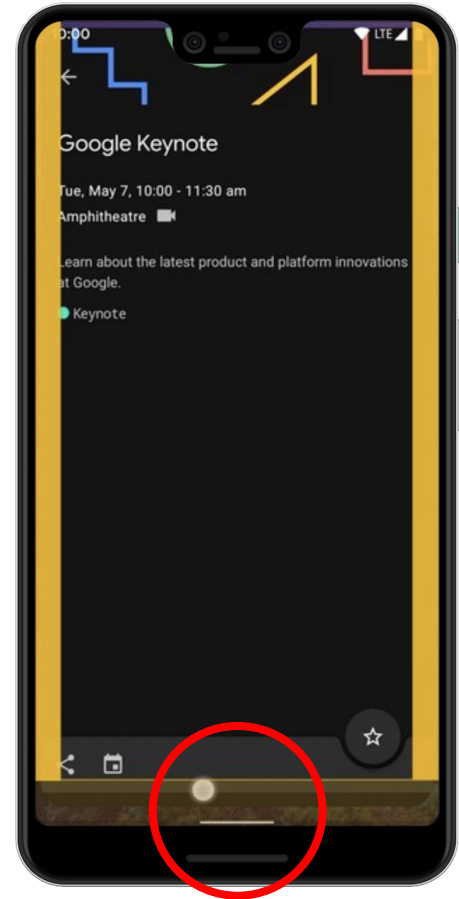 10:00
LTE
Google Keynote
Tue, May 7, 10:00 - 11:30 am
Amphitheatre
Learn about the latest product and platform innovations
at Google.
Keynote